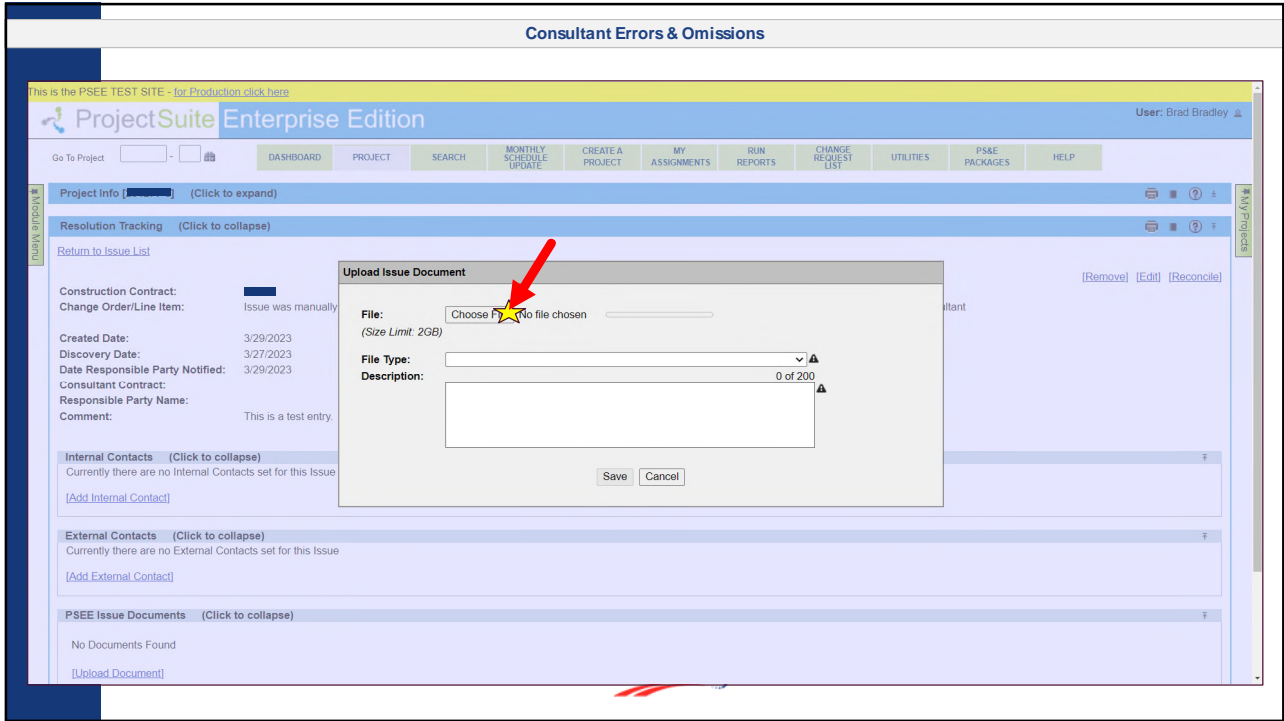 Consultant Errors & Omissions
This is the PSEE TEST SITE - for Production click here
ProjectSuite Enterprise Edition
User: Brad Bradley
Go To Project -
DASHBOARD
PROJECT
SEARCH
MONTHLY
SCHEDULE
UPDATE
CREATE A
PROJECT
MY
ASSIGNMENTS
RUN
REPORTS
CHANGE
REQUEST
LIST
UTILITIES
PS&E
PACKAGES
HELP
Module Menu
My Projects
Project Info [ ] (Click to expand)
Resolution Tracking (Click to collapse)
Return to Issue List
[Remove] [Edit] [Reconcile]
Construction Contract:
Change Order/Line Item: Issue was manually
Created Date: 3/29/2023
Discovery Date: 3/27/2023
Date Responsible Party Notified: 3/29/2023
Consultant Contract:
Responsible Party Name:
Comment: This is a test entry.
Upload Issue Document
File: Choose No file chosen
(Size Limit: 2GB)
File Type:
Description: 0 of 200
Save Cancel
Internal Contacts (Click to collapse)
Currently there are no Internal Contacts set for this Issue
[Add Internal Contact]
External Contacts (Click to collapse)
Currently there are no External Contacts set for this Issue
[Add External Contact]
PSEE Issue Documents (Click to collapse)
No Documents Found
[Upload Document]